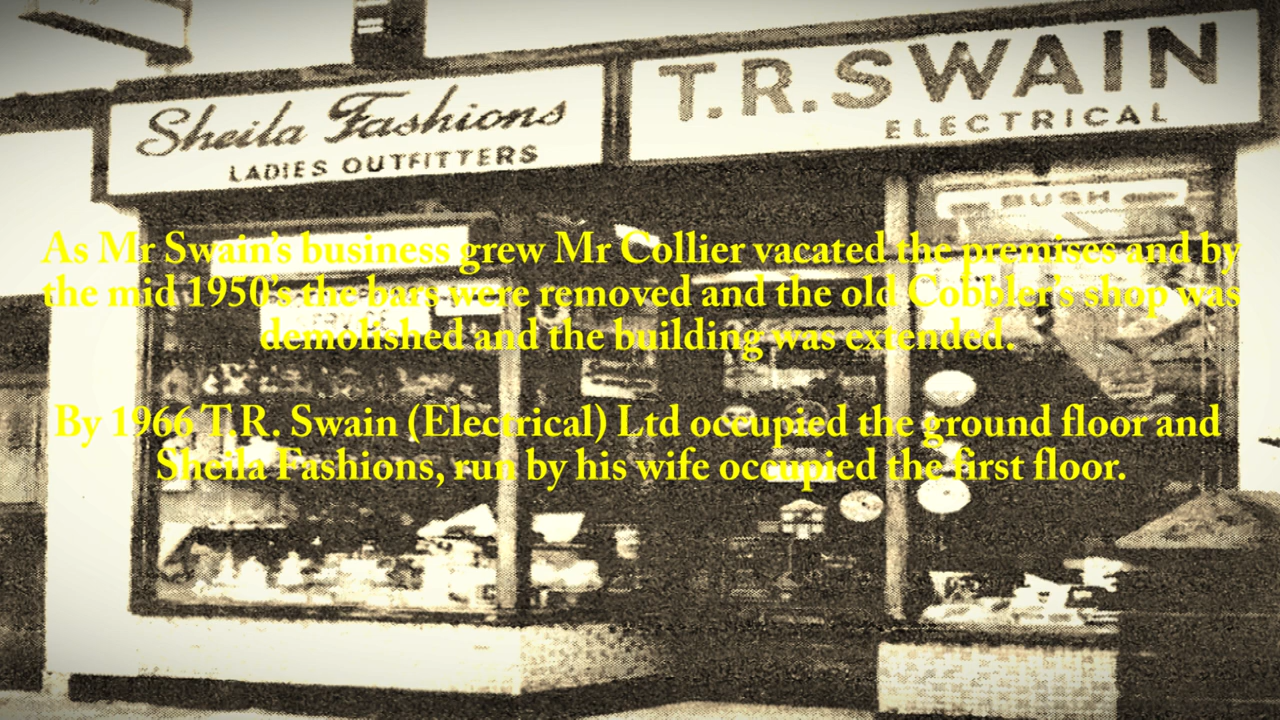 Sheila Fashions
LADIES OUTFITTERS
T.R. SWAIN
ELECTRICAL
BUSH
As Mr Swain's business grew Mr Collier vacated the premises and by
the mid 1950's the bars were removed and the old Cobbler's shop was
demolished and the building was extended.
By 1966 T.R. Swain (Electrical) Ltd occupied the ground floor and
Sheila Fashions, run by his wife occupied the first floor.